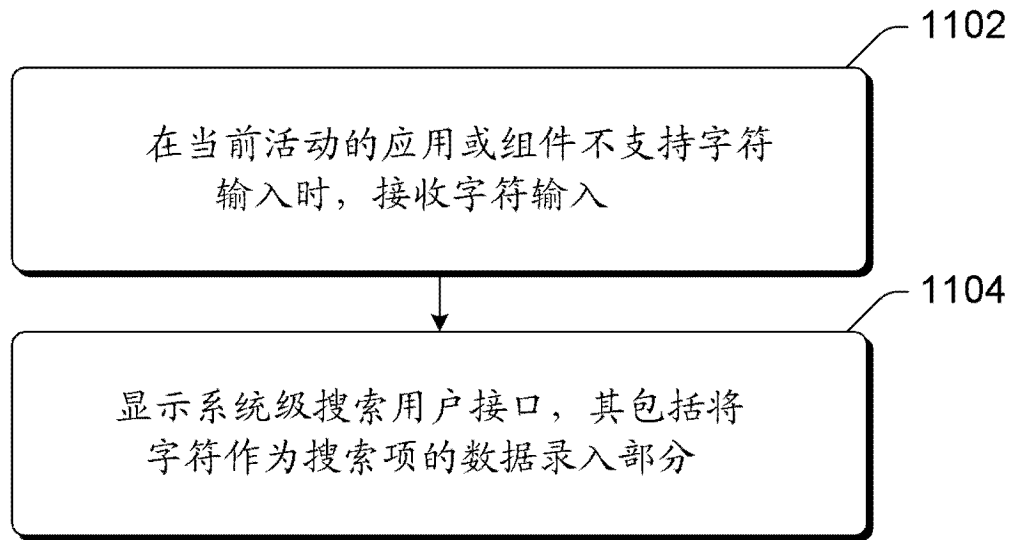 1102
在当前活动的应用或组件不支持字符
输入时，接收字符输入
1104
显示系统级搜索用户接口，其包括将
字符作为搜索项的数据录入部分